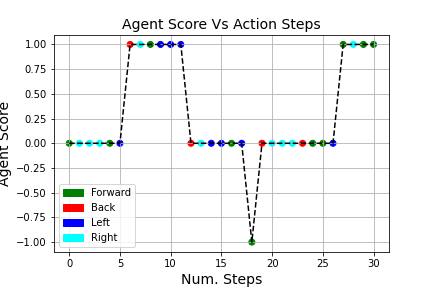 Agent Score Vs Action Steps
Agent Score
1.00
0.75
0.50
0.25
0.00
−0.25
−0.50
−0.75
−1.00
Forward
Back
Left
Right
0 5 10 15 20 25 30
Num. Steps